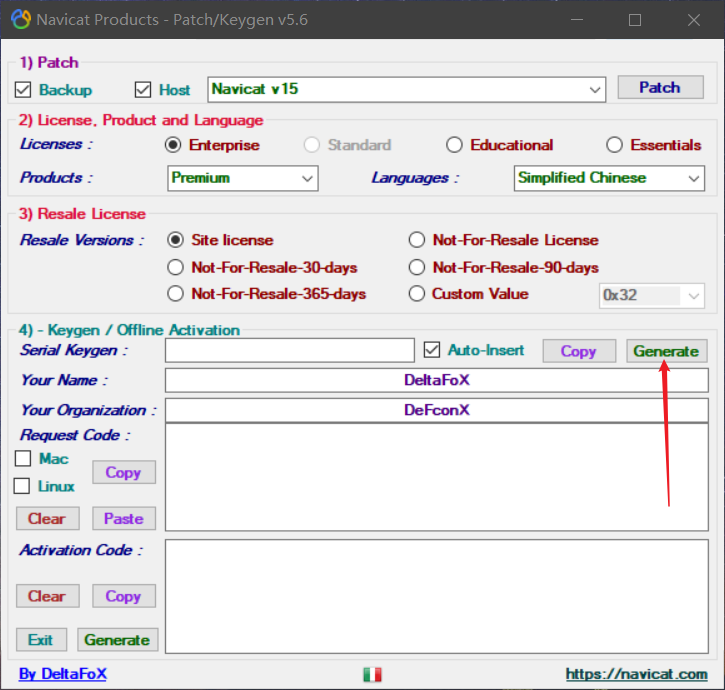 Navicat Products - Patch/Keygen v5.6
1) Patch
Backup Host Navicat v15 Patch
2) License, Product and Language
Licenses : Enterprise Standard Educational Essentials
Products : Premium Languages : Simplified Chinese
3) Resale License
Resale Versions : Site license Not-For-Resale License
Not-For-Resale-30-days Not-For-Resale-90-days
Not-For-Resale-365-days Custom Value 0x32
4) - Keygen / Offline Activation
Serial Keygen : Auto-Insert Copy Generate
Your Name : DeltaFoX
Your Organization : DeFconX
Request Code :
Mac
Copy
Linux
Clear Paste
Activation Code :
Clear Copy
Exit Generate
By DeltaFoX https://navicat.com